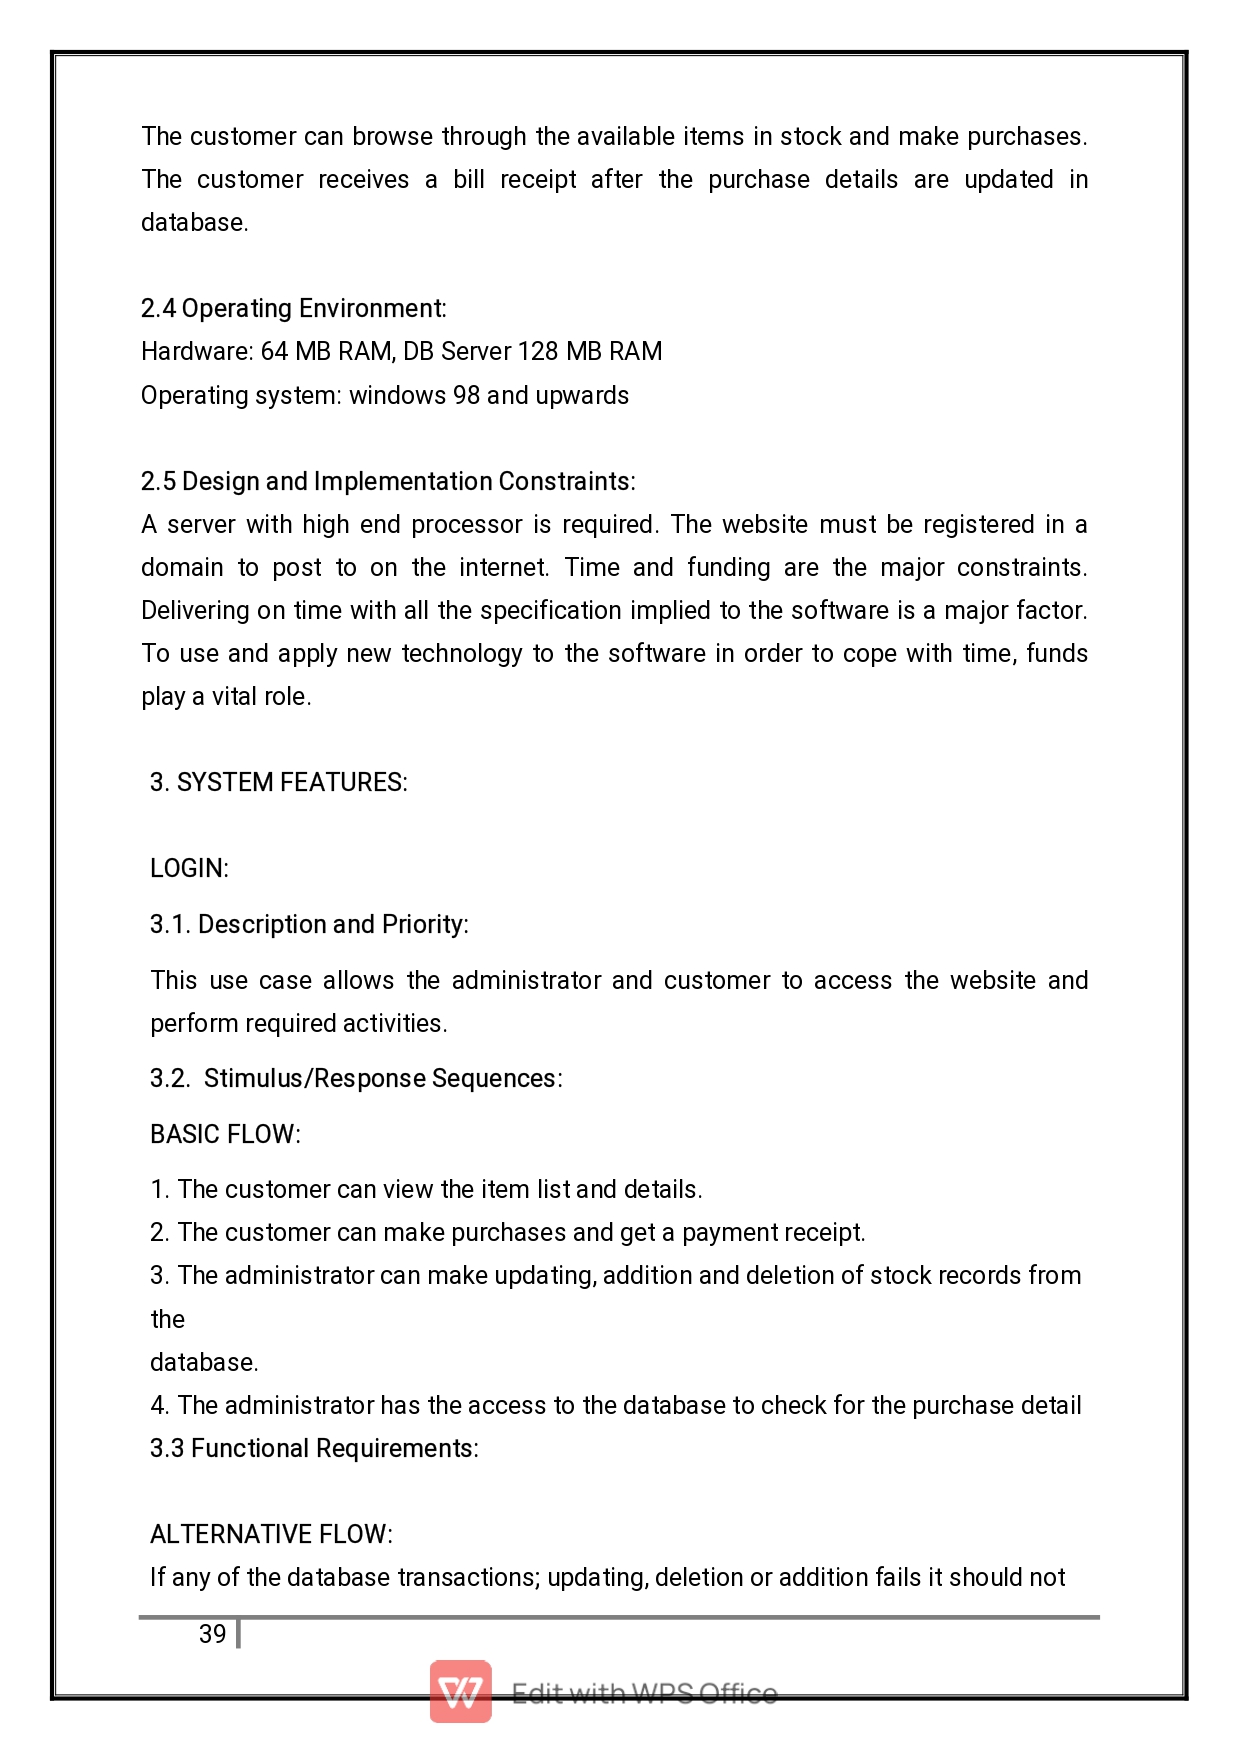 The customer can browse through the available items in stock and make purchases.
The customer receives a bill receipt after the purchase details are updated in
database.
2.4 Operating Environment:
Hardware: 64 MB RAM, DB Server 128 MB RAM
Operating system: windows 98 and upwards
2.5 Design and Implementation Constraints:
A server with high end processor is required. The website must be registered in a
domain to post to on the internet. Time and funding are the major constraints.
Delivering on time with all the specification implied to the software is a major factor.
To use and apply new technology to the software in order to cope with time, funds
play a vital role.
3. SYSTEM FEATURES:
LOGIN:
3.1. Description and Priority:
This use case allows the administrator and customer to access the website and
perform required activities.
3.2. Stimulus/Response Sequences:
BASIC FLOW:
1. The customer can view the item list and details.
2. The customer can make purchases and get a payment receipt.
3. The administrator can make updating, addition and deletion of stock records from
the
database.
4. The administrator has the access to the database to check for the purchase detail
3.3 Functional Requirements:
ALTERNATIVE FLOW:
If any of the database transactions; updating, deletion or addition fails it should not
39
Edit with WPS Office